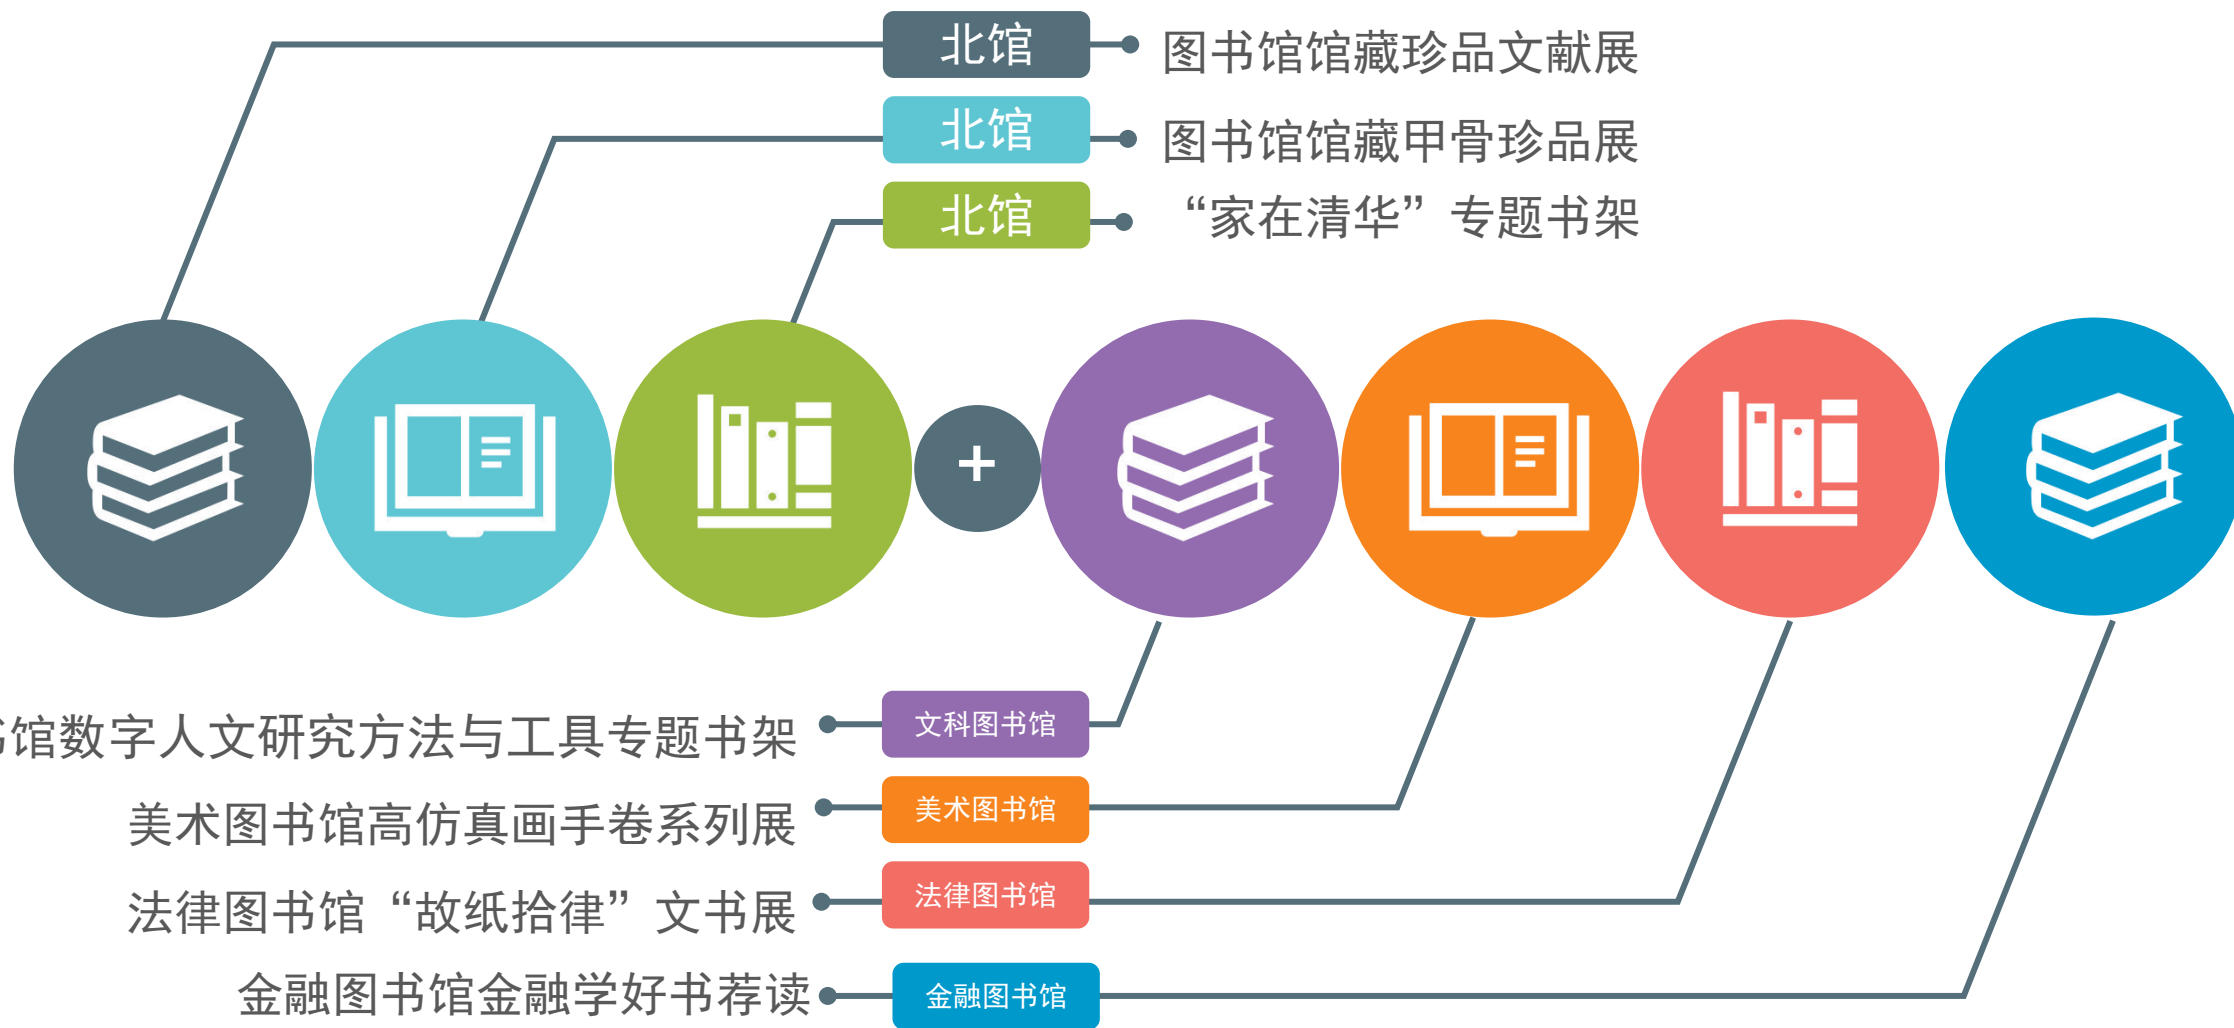 北馆 图书馆馆藏珍品文献展
北馆 图书馆馆藏甲骨珍品展
北馆 “家在清华”专题书架
+
馆数字人文研究方法与工具专题书架 文科图书馆
美术图书馆高仿真画手卷系列展 美术图书馆
法律图书馆“故纸拾律”文书展 法律图书馆
金融图书馆金融学好书荐读 金融图书馆